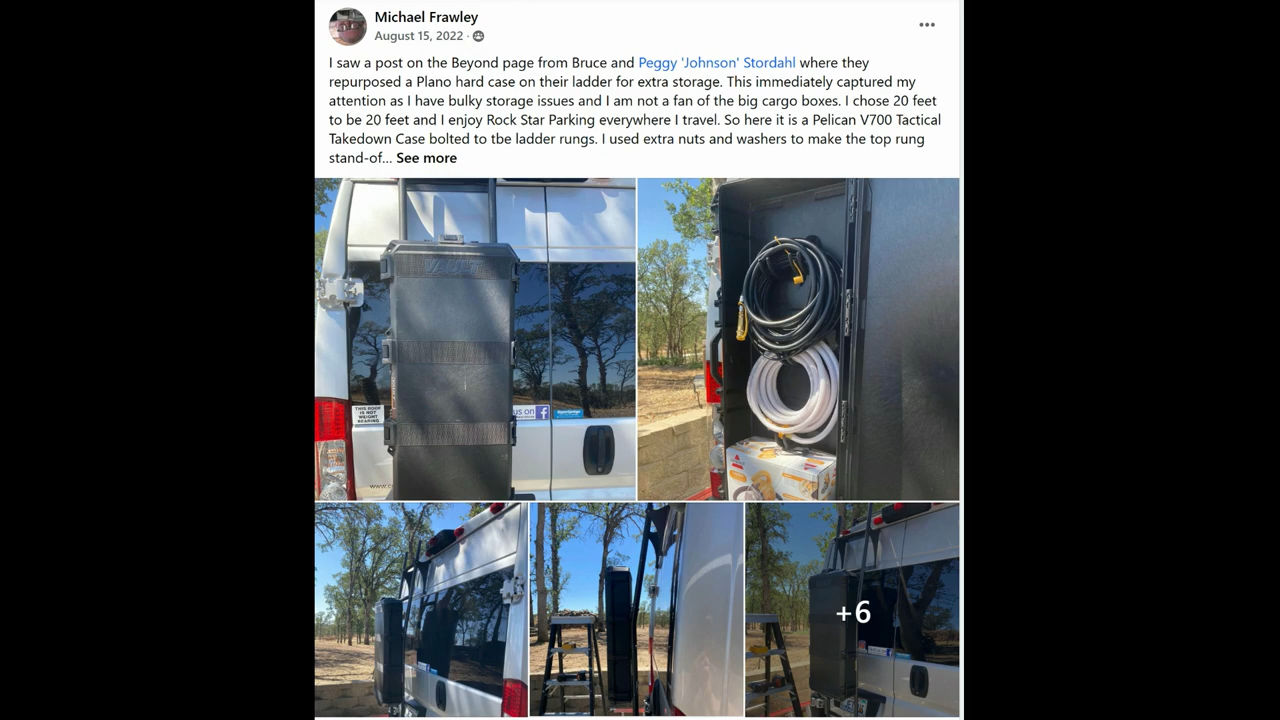 Michael Frawley
August 15, 2022 ·
I saw a post on the Beyond page from Bruce and Peggy 'Johnson' Stordahl where they
repurposed a Plano hard case on their ladder for extra storage. This immediately captured my
attention as I have bulky storage issues and I am not a fan of the big cargo boxes. I chose 20 feet
to be 20 feet and I enjoy Rock Star Parking everywhere I travel. So here it is a Pelican V700 Tactical
Takedown Case bolted to tbe ladder rungs. I used extra nuts and washers to make the top rung
stand-of... See more
THIS ROOF
IS NOT
WEIGHT
BEARING
us on f
www.c
+6